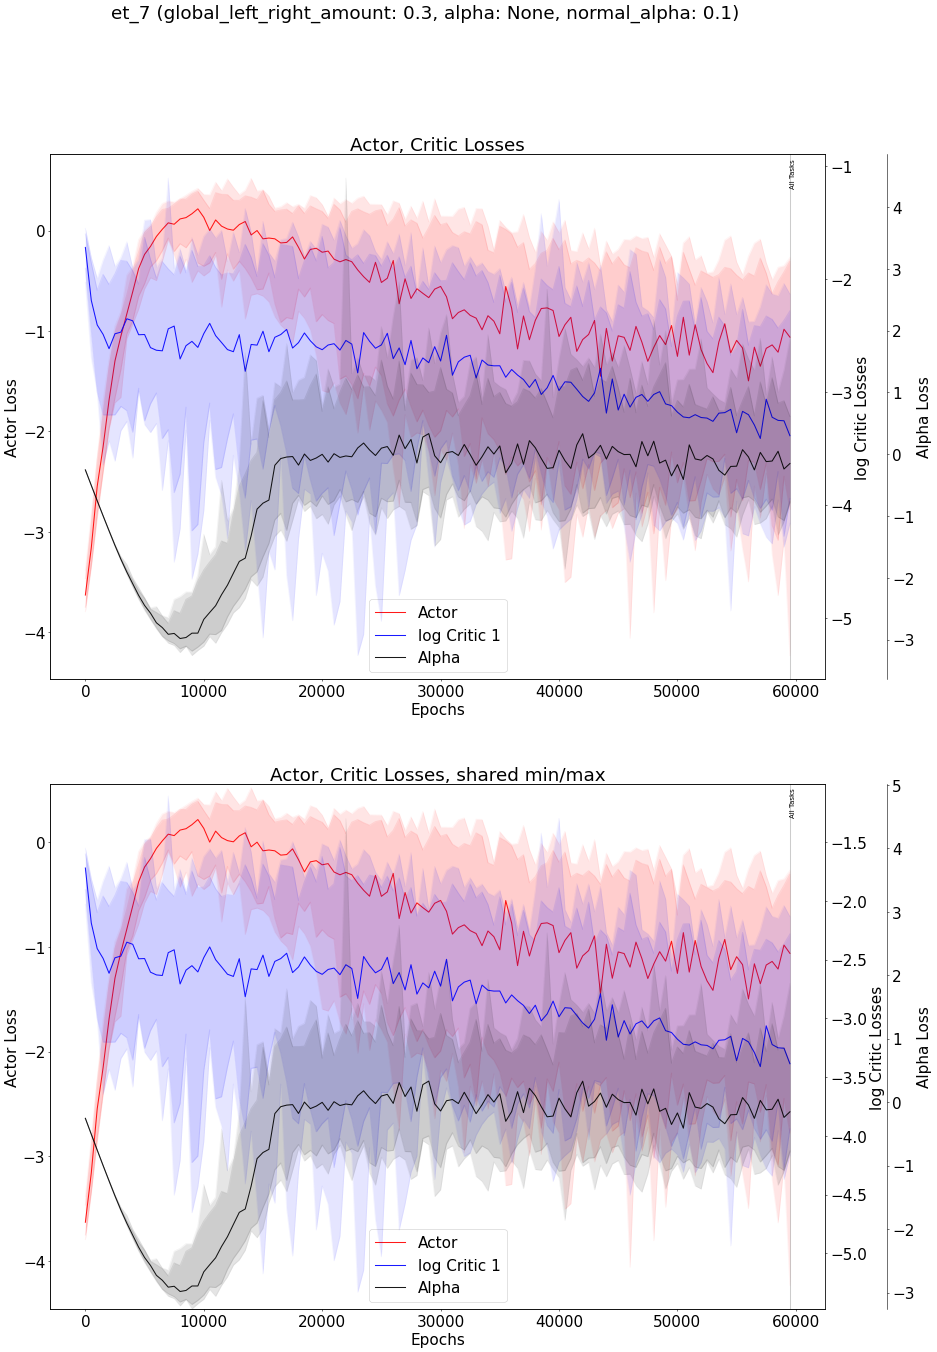 et_7 (global_left_right_amount: 0.3, alpha: None, normal_alpha: 0.1)
Actor, Critic Losses
All Tasks
Actor Loss
0
−1
−2
−3
−4
−1
−2
−3
−4
−5
log Critic Losses
4
3
2
1
0
−1
−2
−3
Alpha Loss
Actor
log Critic 1
Alpha
0 10000 20000 30000 40000 50000 60000
Epochs
Actor, Critic Losses, shared min/max
All Tasks
Actor Loss
0
−1
−2
−3
−4
−1.5
−2.0
−2.5
−3.0
−3.5
−4.0
−4.5
−5.0
log Critic Losses
5
4
3
2
1
0
−1
−2
−3
Alpha Loss
Actor
log Critic 1
Alpha
0 10000 20000 30000 40000 50000 60000
Epochs